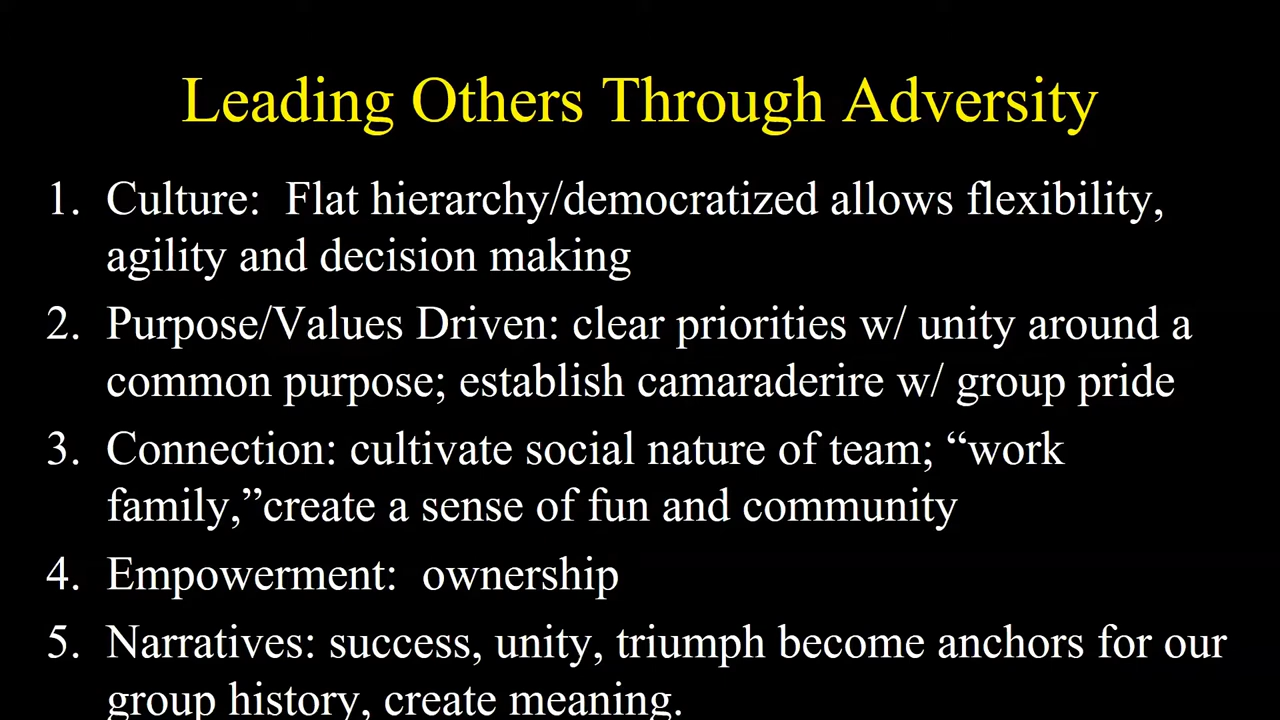 Leading Others Through Adversity
1. Culture:  Flat hierarchy/democratized allows flexibility,
agility and decision making
2. Purpose/Values Driven: clear priorities w/ unity around a
common purpose; establish camaraderire w/ group pride
3. Connection: cultivate social nature of team; “work
family,”create a sense of fun and community
4. Empowerment:  ownership
5. Narratives: success, unity, triumph become anchors for our
group history, create meaning.